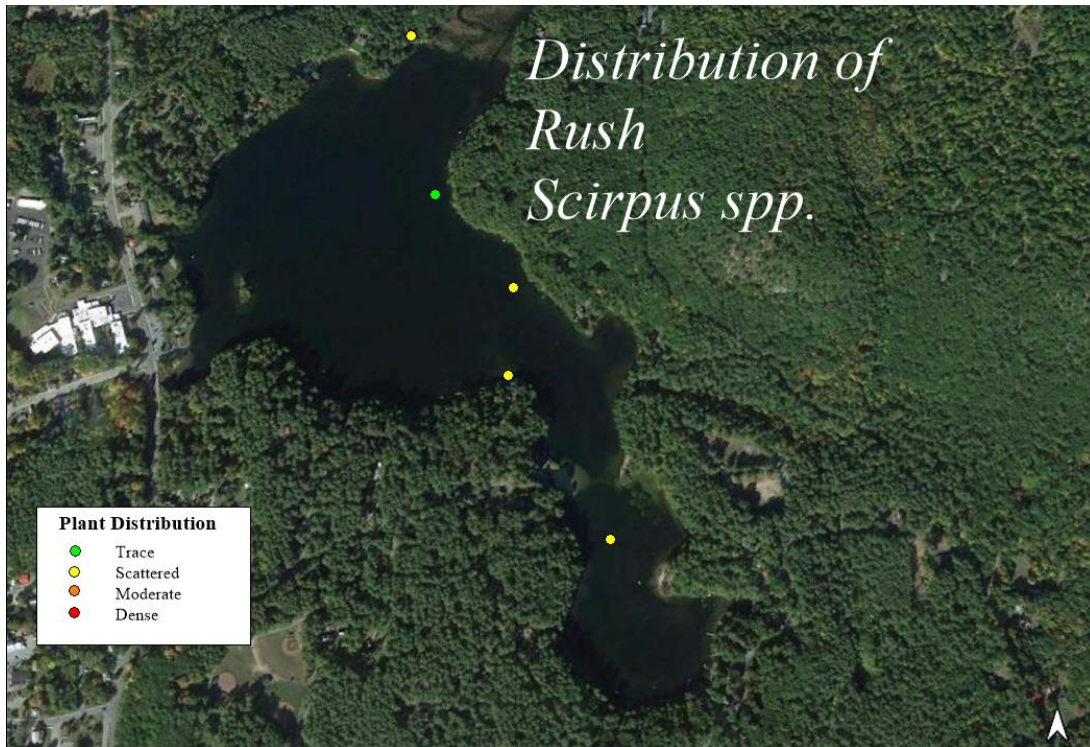 Distribution of
Rush
Scirpus spp.
Plant Distribution
Trace
Scattered
Moderate
Dense